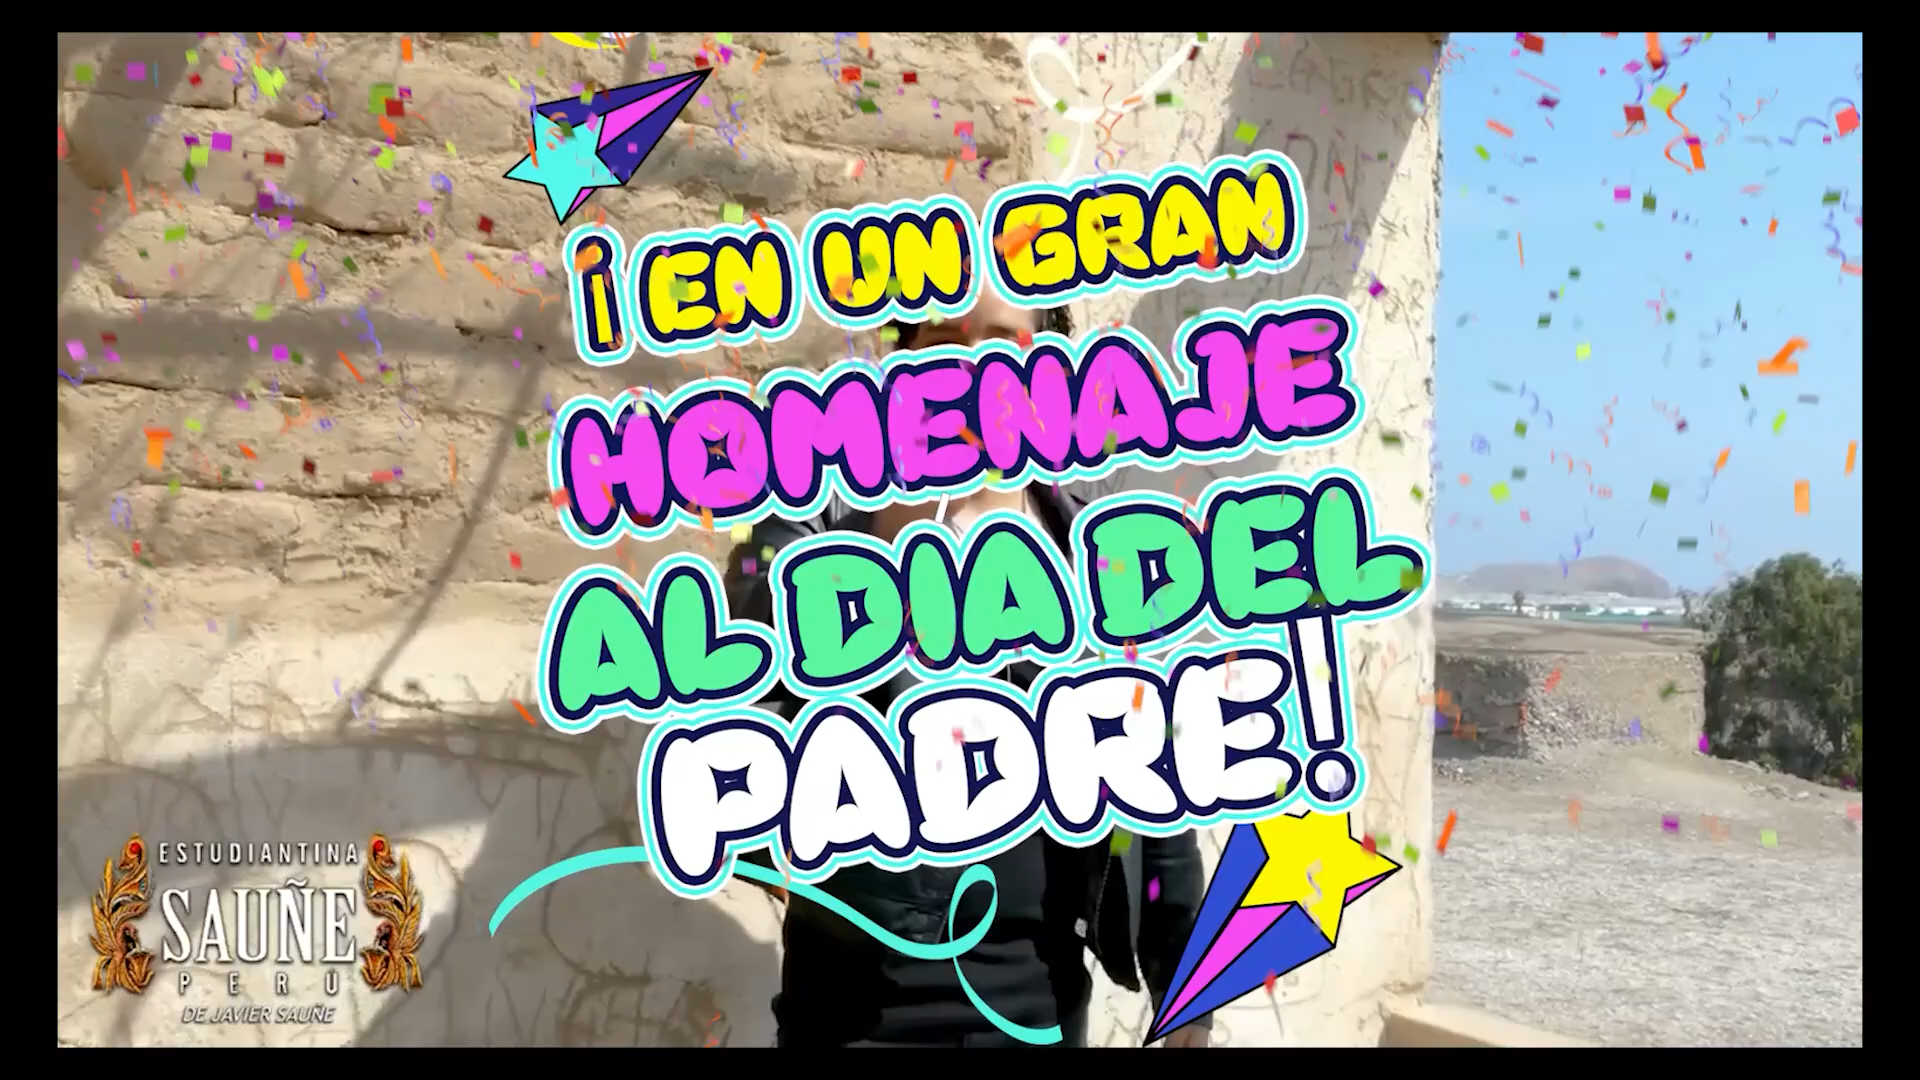 ¡ EN UN GRAN
HOMENAJE
AL DIA DEL
PADRE!
ESTUDIANTINA
SAUÑE
PERÚ
DE JAVIER SAUÑE